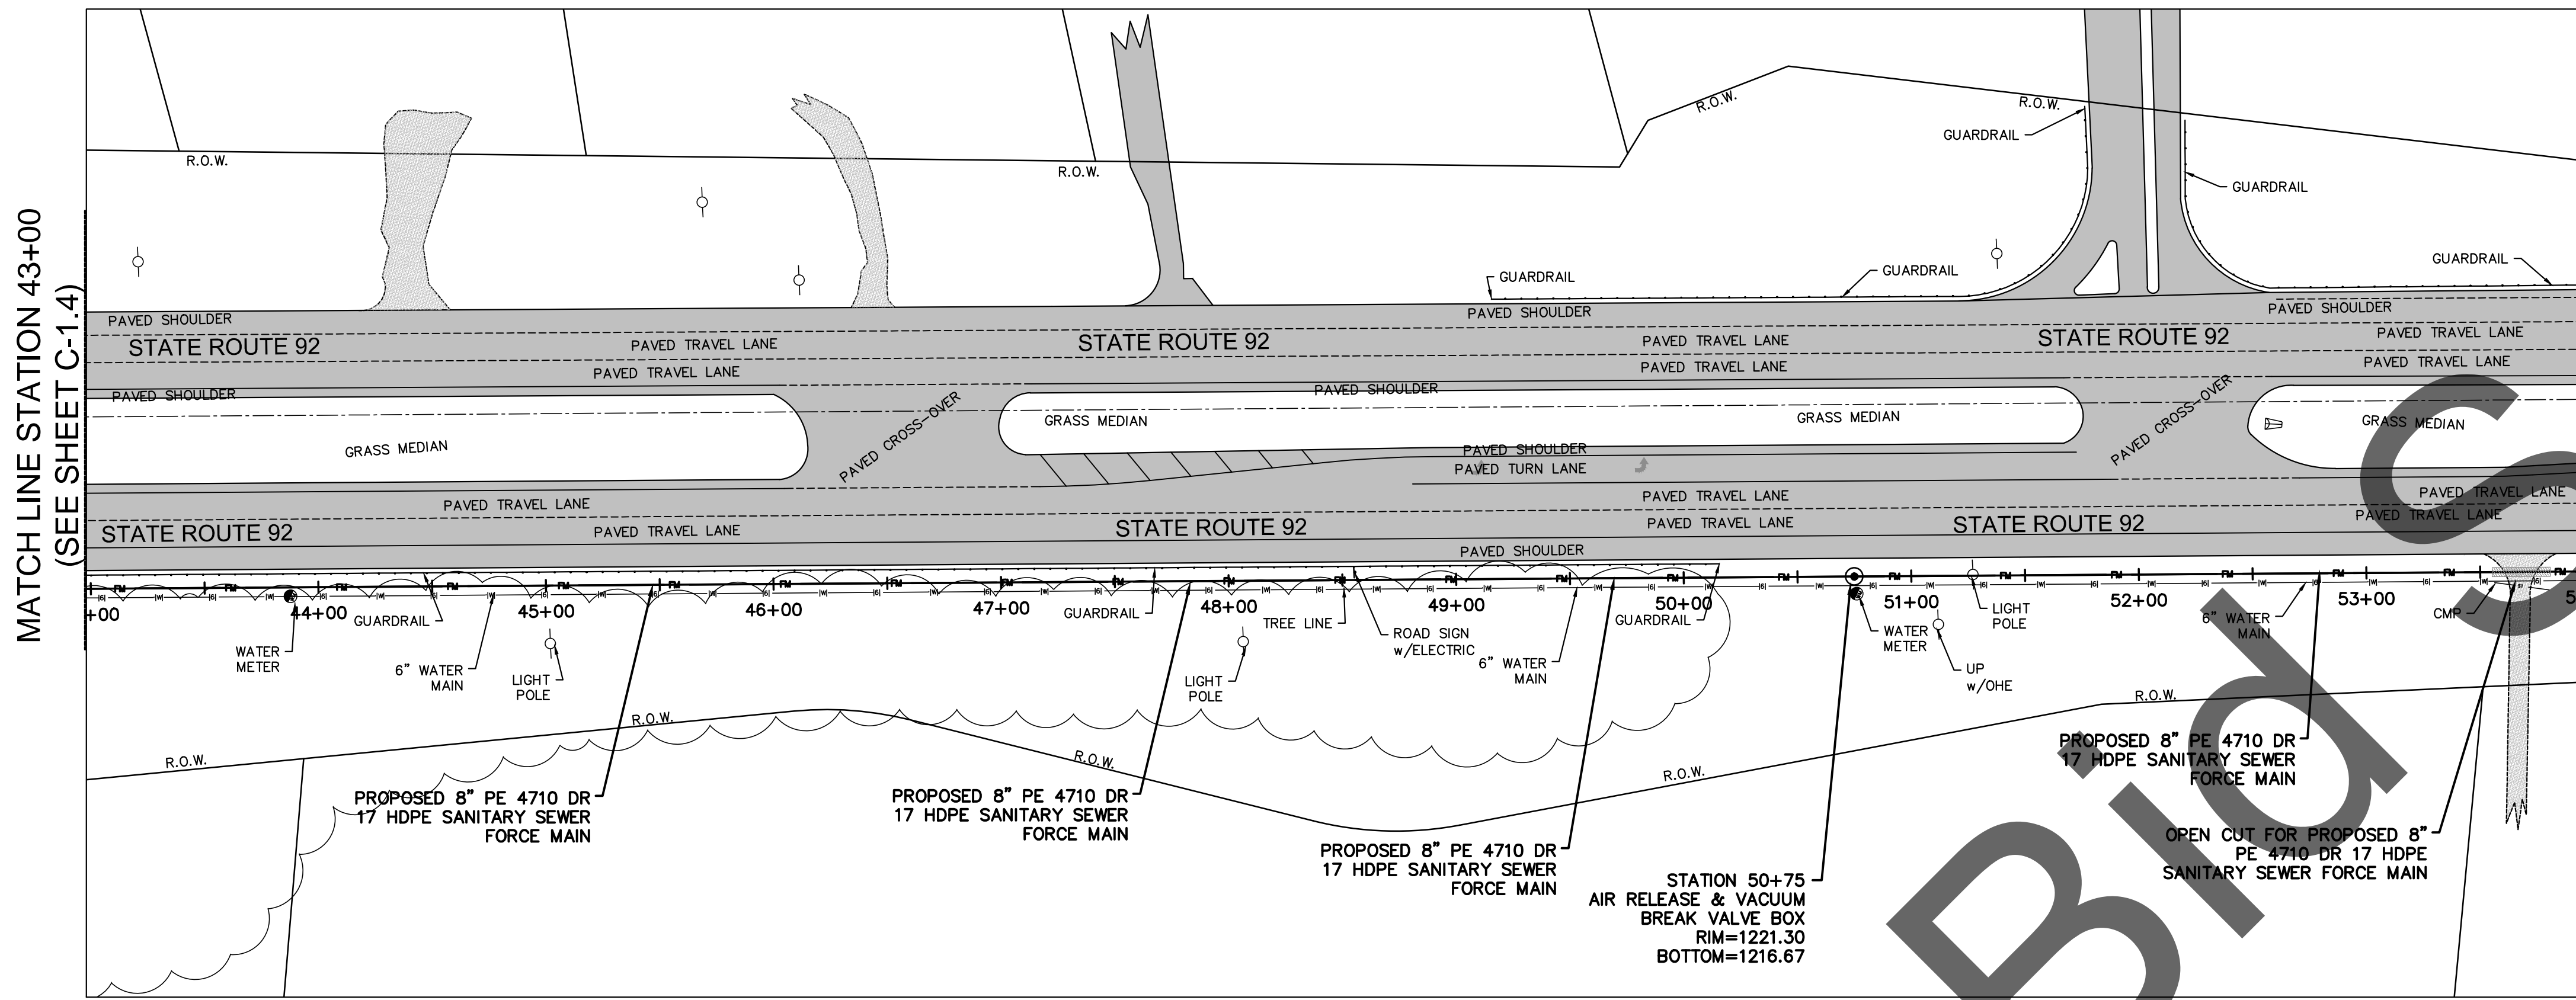 MATCH LINE STATION 43+00
(SEE SHEET C-1.4)
R.O.W.
R.O.W.
R.O.W.
R.O.W.
GUARDRAIL
GUARDRAIL
GUARDRAIL
GUARDRAIL
GUARDRAIL
PAVED SHOULDER
PAVED SHOULDER
PAVED SHOULDER
STATE ROUTE 92
PAVED TRAVEL LANE
STATE ROUTE 92
PAVED TRAVEL LANE
STATE ROUTE 92
PAVED TRAVEL LANE
PAVED TRAVEL LANE
PAVED TRAVEL LANE
PAVED TRAVEL LANE
PAVED SHOULDER
PAVED SHOULDER
GRASS MEDIAN
PAVED CROSS-OVER
GRASS MEDIAN
GRASS MEDIAN
PAVED CROSS-OVER
GRASS MEDIAN
PAVED SHOULDER
PAVED TURN LANE
PAVED TRAVEL LANE
PAVED TRAVEL LANE
PAVED TRAVEL LANE
STATE ROUTE 92
PAVED TRAVEL LANE
STATE ROUTE 92
PAVED TRAVEL LANE
STATE ROUTE 92
PAVED TRAVEL LANE
PAVED SHOULDER
+00
44+00
45+00
46+00
47+00
48+00
49+00
50+00
51+00
52+00
53+00
5
WATER
METER
GUARDRAIL
6" WATER
MAIN
LIGHT
POLE
GUARDRAIL
LIGHT
POLE
TREE LINE
ROAD SIGN
w/ELECTRIC
6" WATER
MAIN
GUARDRAIL
WATER
METER
UP
w/OHE
LIGHT
POLE
6" WATER
MAIN
CMP
R.O.W.
R.O.W.
R.O.W.
R.O.W.
R.O.W.
PROPOSED 8" PE 4710 DR
17 HDPE SANITARY SEWER
FORCE MAIN
PROPOSED 8" PE 4710 DR
17 HDPE SANITARY SEWER
FORCE MAIN
PROPOSED 8" PE 4710 DR
17 HDPE SANITARY SEWER
FORCE MAIN
STATION 50+75
AIR RELEASE & VACUUM
BREAK VALVE BOX
RIM=1221.30
BOTTOM=1216.67
PROPOSED 8" PE 4710 DR
17 HDPE SANITARY SEWER
FORCE MAIN
OPEN CUT FOR PROPOSED 8"
PE 4710 DR 17 HDPE
SANITARY SEWER FORCE MAIN
Bid S